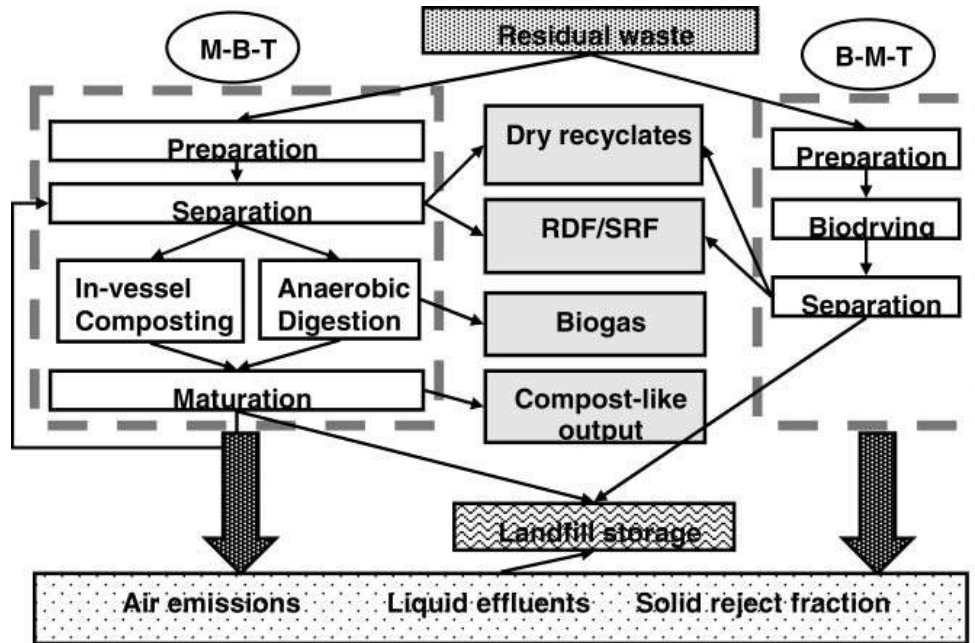 Residual waste
M-B-T
B-M-T
Preparation
Separation
In-vessel
Composting
Anaerobic
Digestion
Maturation
Dry recyclates
RDF/SRF
Biogas
Compost-like
output
Preparation
Biodrying
Separation
Landfill storage
Air emissions
Liquid effluents
Solid reject fraction